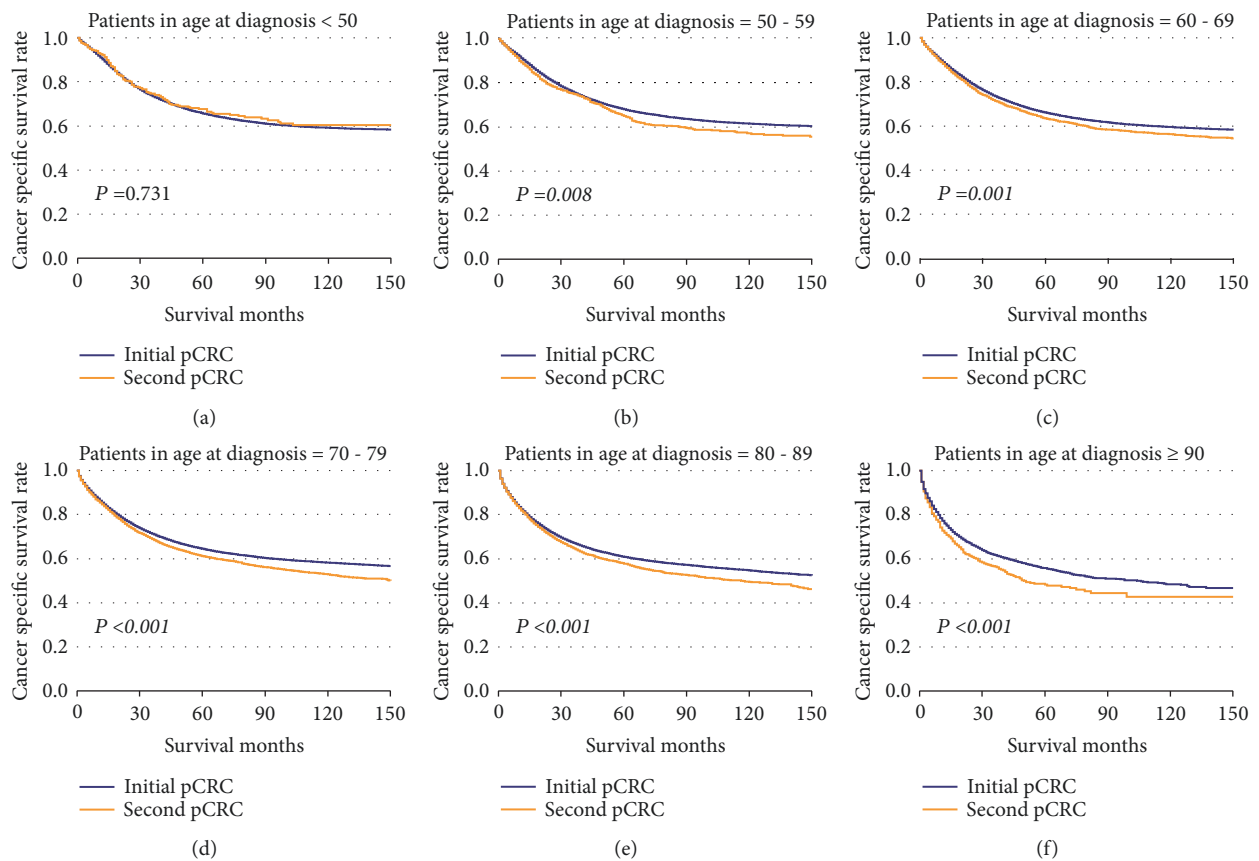 Patients in age at diagnosis < 50
Cancer specific survival rate
1.0
0.8
0.6
0.4
0.2
0.0
P =0.731
0 30 60 90 120 150
Survival months
Initial pCRC
Second pCRC
(a)
Patients in age at diagnosis = 50 - 59
Cancer specific survival rate
1.0
0.8
0.6
0.4
0.2
0.0
P =0.008
0 30 60 90 120 150
Survival months
Initial pCRC
Second pCRC
(b)
Patients in age at diagnosis = 60 - 69
Cancer specific survival rate
1.0
0.8
0.6
0.4
0.2
0.0
P =0.001
0 30 60 90 120 150
Survival months
Initial pCRC
Second pCRC
(c)
Patients in age at diagnosis = 70 - 79
Cancer specific survival rate
1.0
0.8
0.6
0.4
0.2
0.0
P <0.001
0 30 60 90 120 150
Survival months
Initial pCRC
Second pCRC
(d)
Patients in age at diagnosis = 80 - 89
Cancer specific survival rate
1.0
0.8
0.6
0.4
0.2
0.0
P <0.001
0 30 60 90 120 150
Survival months
Initial pCRC
Second pCRC
(e)
Patients in age at diagnosis ≥ 90
Cancer specific survival rate
1.0
0.8
0.6
0.4
0.2
0.0
P <0.001
0 30 60 90 120 150
Survival months
Initial pCRC
Second pCRC
(f)